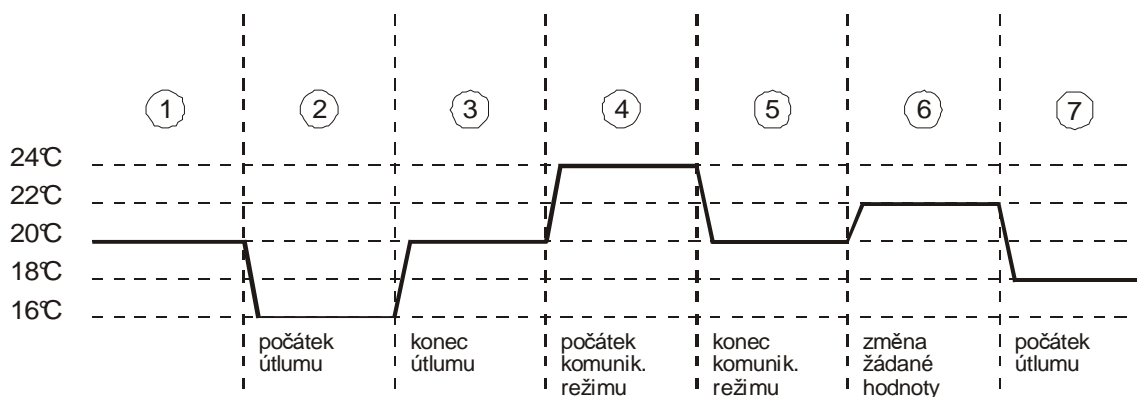 1 2 3 4 5 6 7
24°C
22°C
20°C
18°C
16°C
počátek
útlumu
konec
útlumu
počátek
komunik.
režimu
konec
komunik.
režimu
změna
žádané
hodnoty
počátek
útlumu